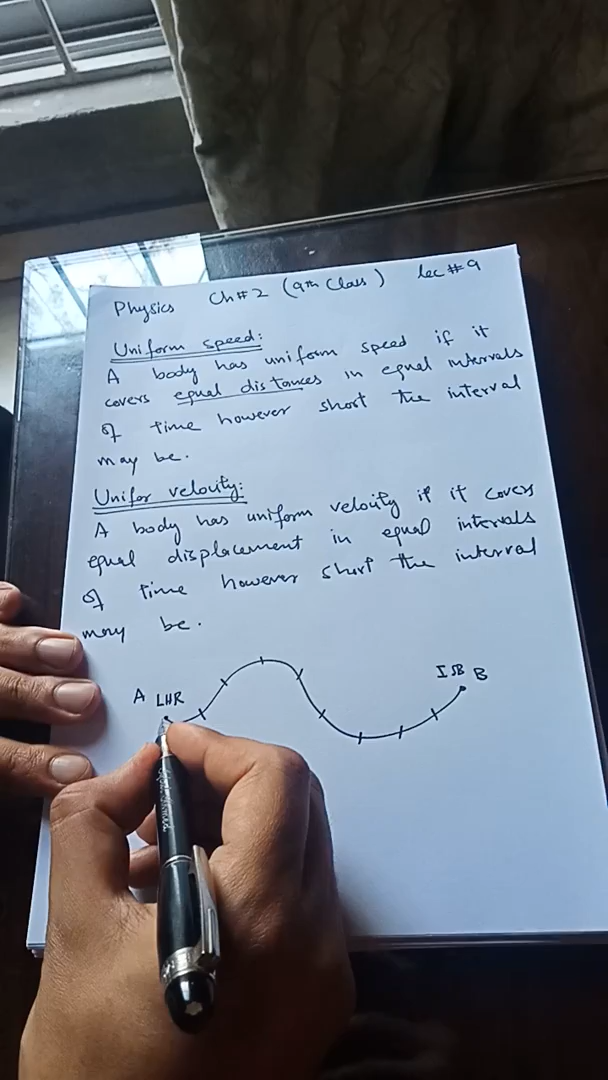 Physics Ch#2 (9th Class) Lec #9
Uniform speed:
A body has uniform speed if it
covers equal distances in equal intervals
of time however short the interval
may be.
Unifor velocity:
A body has uniform velocity if it covers
equal displacement in equal intervals
of time however short the interval
may be.
A LHR
ISB B